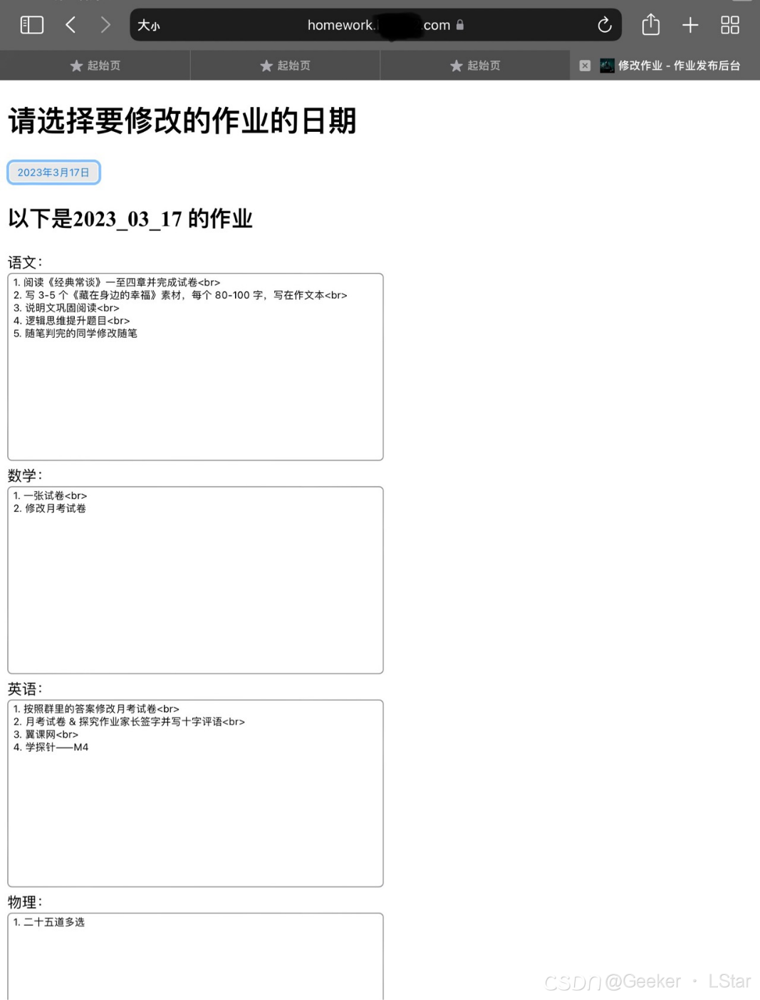 大小
homework.
.com
起始页
起始页
起始页
修改作业 - 作业发布后台
请选择要修改的作业的日期
2023年3月17日
以下是2023_03_17 的作业
语文：
1. 阅读《经典常谈》一至四章并完成试卷<br>
2. 写 3-5 个《藏在身边的幸福》素材，每个 80-100 字，写在作文本<br>
3. 说明文巩固阅读<br>
4. 逻辑思维提升题目<br>
5. 随笔判完的同学修改随笔
数学：
1. 一张试卷<br>
2. 修改月考试卷
英语：
1. 按照群里的答案修改月考试卷<br>
2. 月考试卷 & 探究作业家长签字并写十字评语<br>
3. 翼课网<br>
4. 学探针——M4
物理：
1. 二十五道多选
CSDN @Geeker · LStar